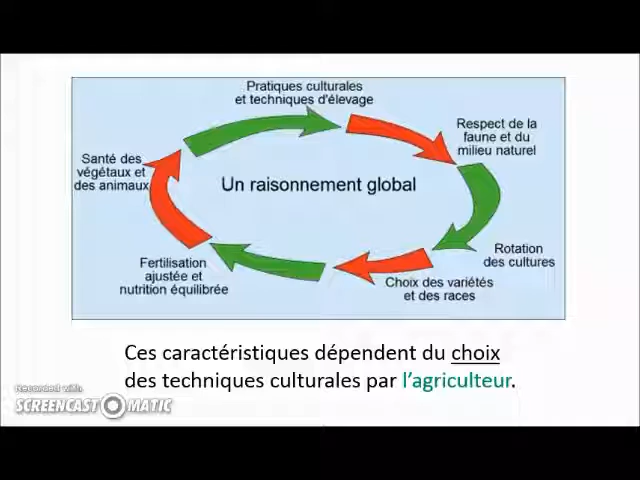 Pratiques culturales
et techniques d'élevage
Respect de la
faune et du
milieu naturel
Santé des
végétaux et
des animaux
Un raisonnement global
Rotation
des cultures
Fertilisation
ajustée et
nutrition équilibrée
Choix des variétés
et des races
Ces caractéristiques dépendent du choix
des techniques culturales par l'agriculteur.
Recorded with
SCREENCAST-O-MATIC